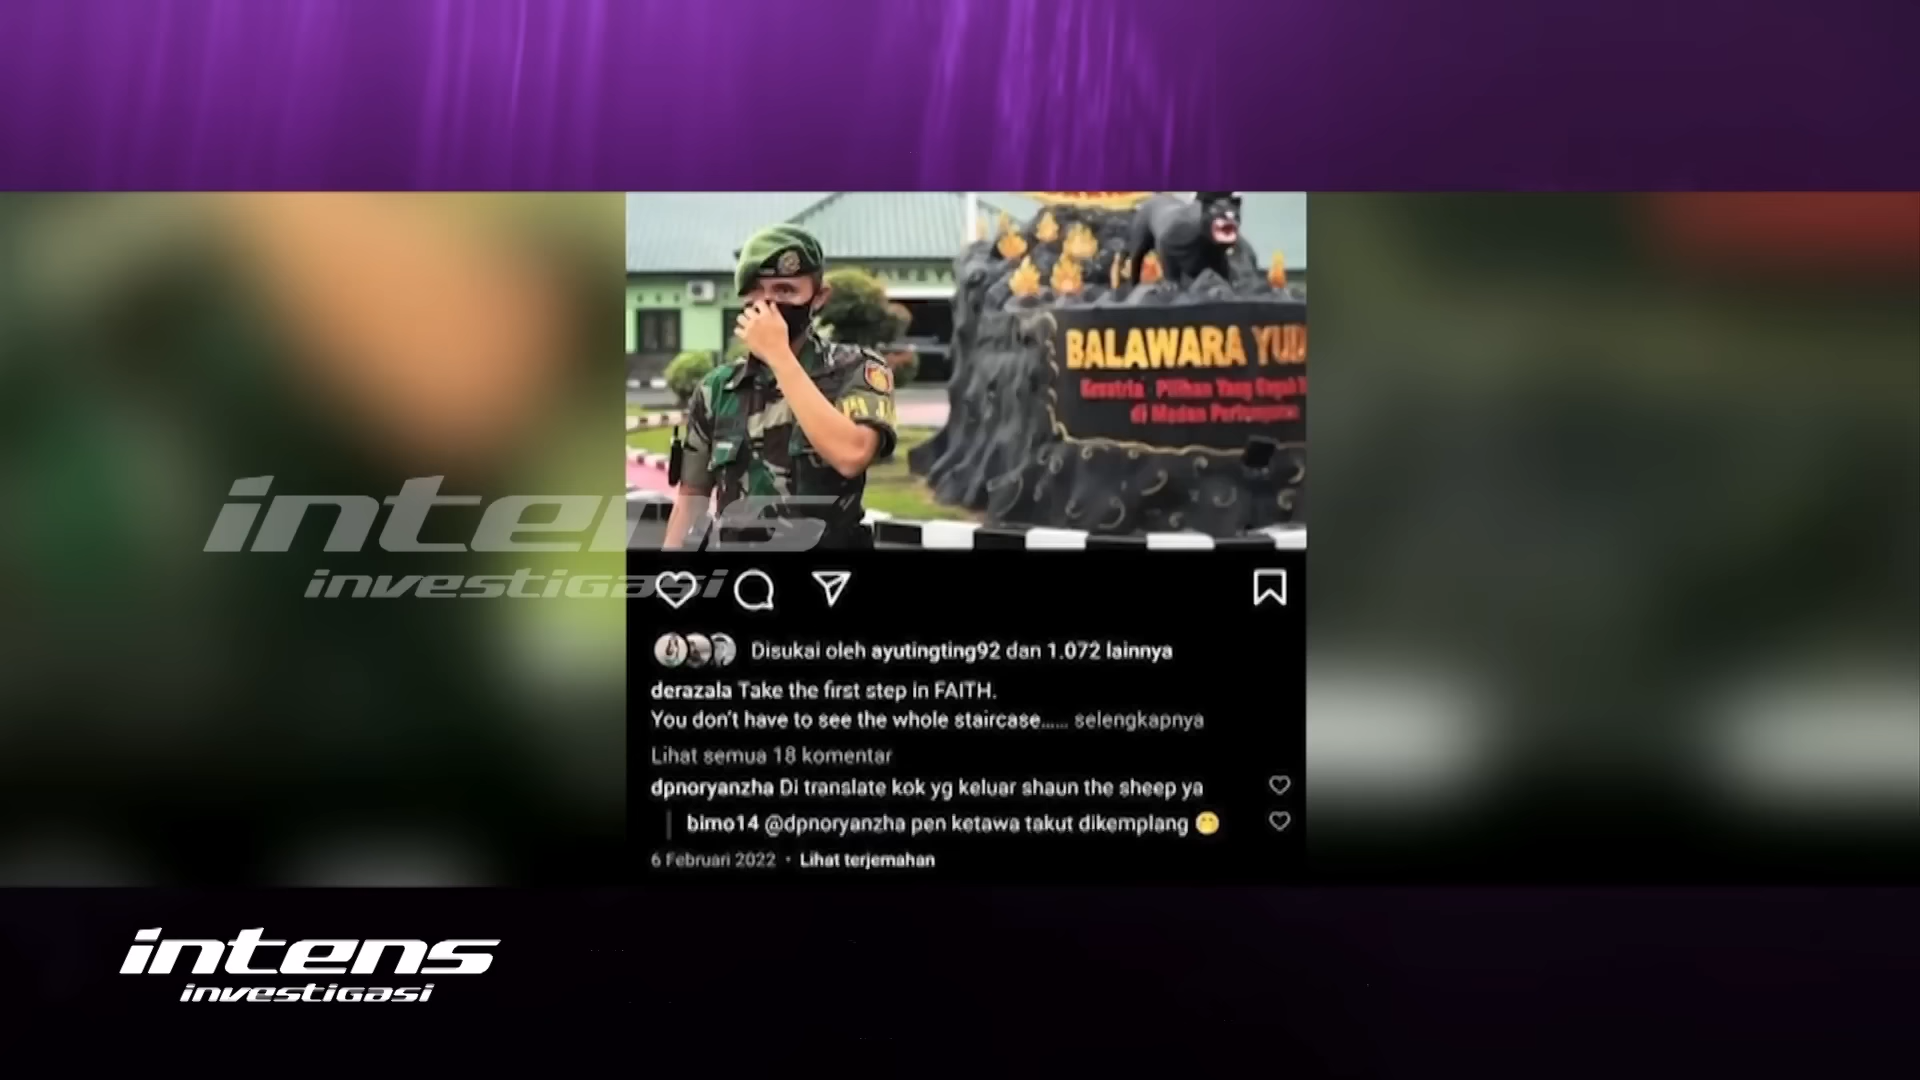 BALAWARA YUD
di Medan
intens
investigasi
Disukai oleh ayutingting92 dan 1.072 lainnya
derazala Take the first step in FAITH.
You don't have to see the whole staircase...... selengkapnya
Lihat semua 18 komentar
dpnoryanzha Di translate kok yg keluar shaun the sheep ya
bimo14 @dpnoryanzha pen ketawa takut dikemplang
6 Februari 2022 · Lihat terjemahan
intens
investigasi